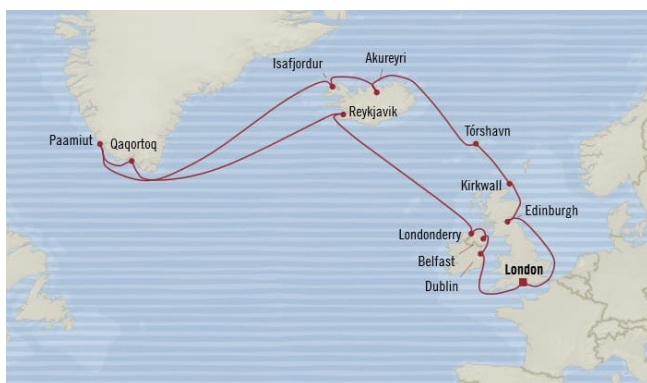 Akureyri
Isafjordur
Reykjavik
Paamiut
Qaqortoq
Tórshavn
Kirkwall
Edinburgh
Londonderry
Belfast
London
Dublin